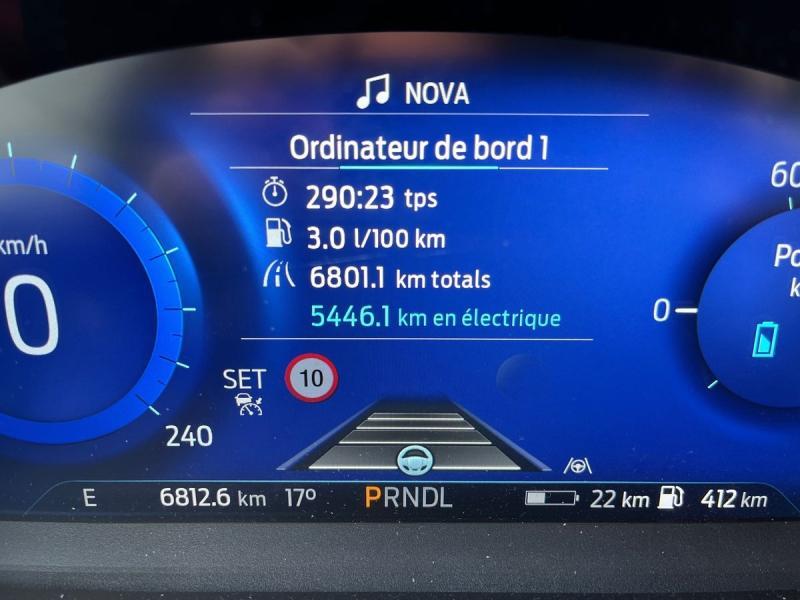 NOVA
Ordinateur de bord 1
290:23 tps
3.0 l/100 km
6801.1 km totals
5446.1 km en électrique
km/h
0
240
SET 10
60
Po
k
0
E 6812.6 km 17° PRNDL 22 km 412 km